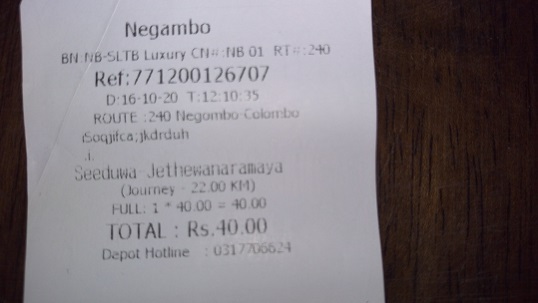 Negambo
BN:NB-SLTB Luxury CN#:NB 01 RT#:240
Ref:771200126707
D:16-10-20 T:12:10:35
ROUTE :240 Negombo-Colombo
Seeduwa-Jethewanaramaya
(Journey - 22.00 KM)
FULL: 1 * 40.00 = 40.00
TOTAL : Rs.40.00
Depot Hotline : 0317706624